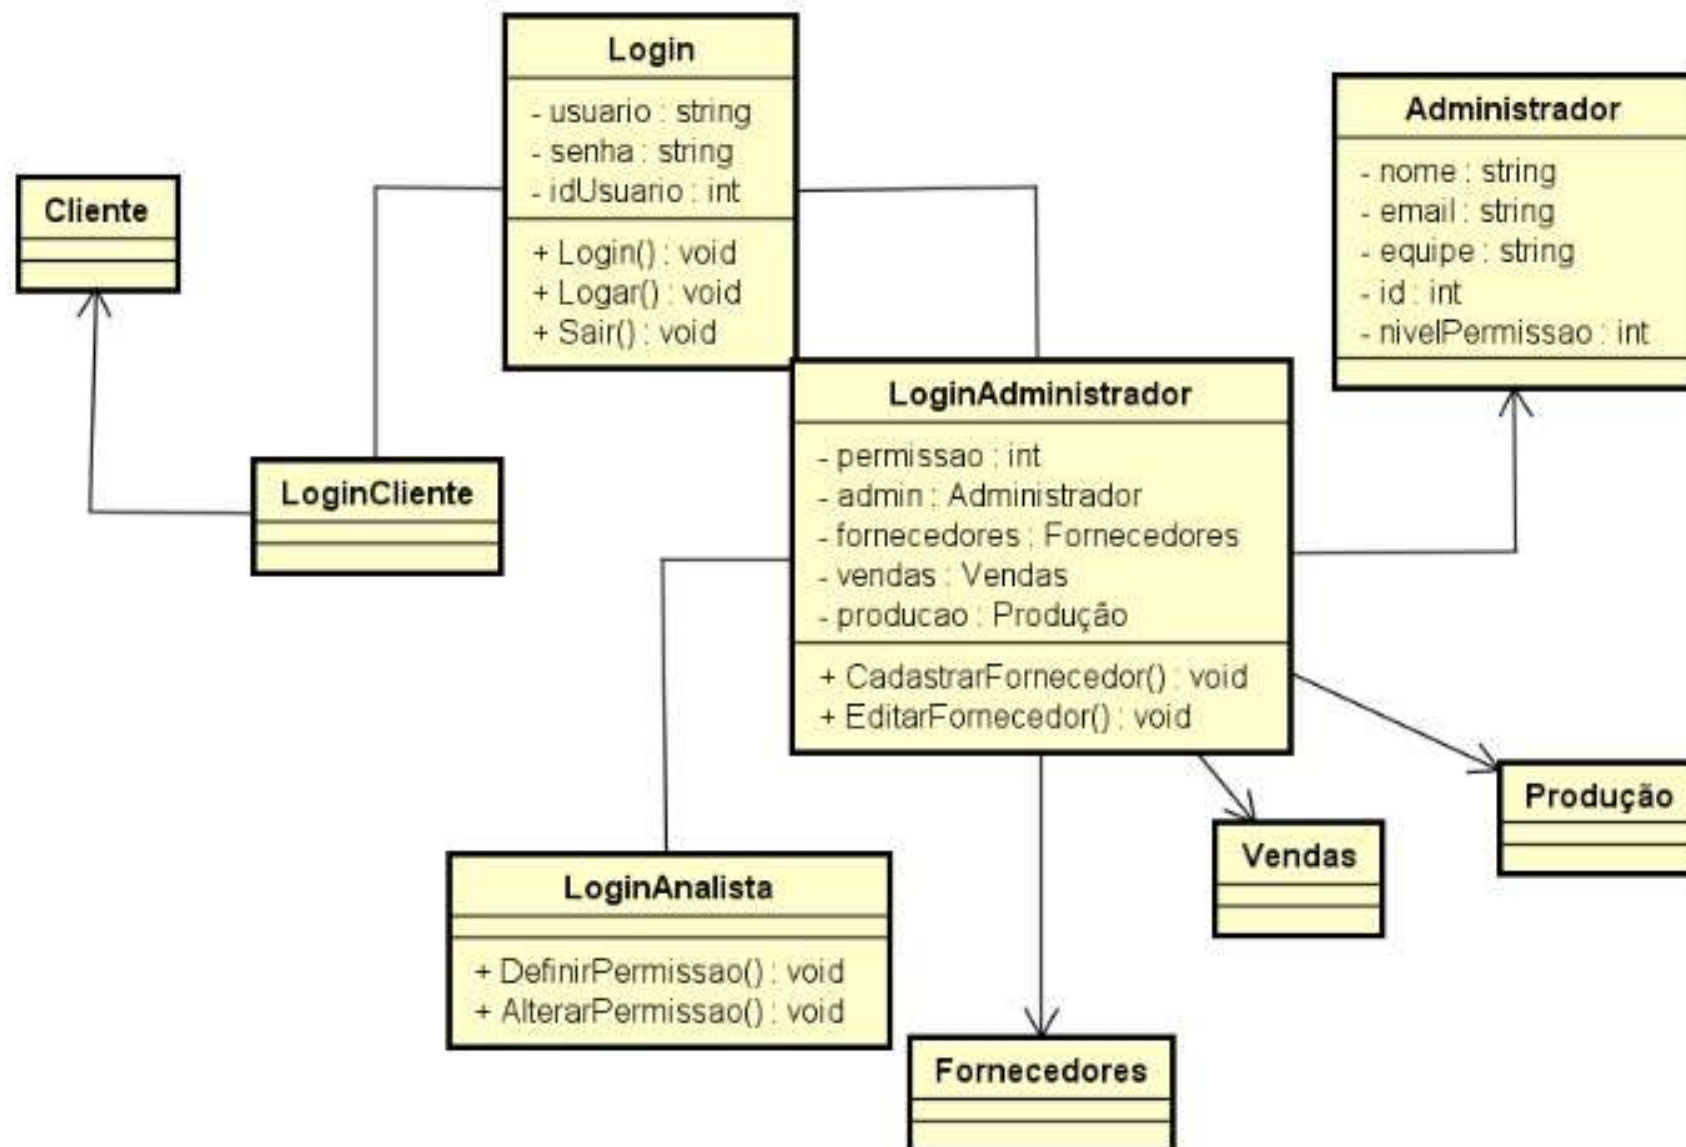 Login
- usuario : string
- senha : string
- idUsuario : int
+ Login() : void
+ Logar() : void
+ Sair() : void
Administrador
- nome : string
- email : string
- equipe : string
- id : int
- nivelPermissao : int
Cliente
LoginCliente
LoginAdministrador
- permissao : int
- admin : Administrador
- fornecedores : Fornecedores
- vendas : Vendas
- producao : Produção
+ CadastrarFornecedor() : void
+ EditarFornecedor() : void
Produção
Vendas
LoginAnalista
+ DefinirPermissao() : void
+ AlterarPermissao() : void
Fornecedores